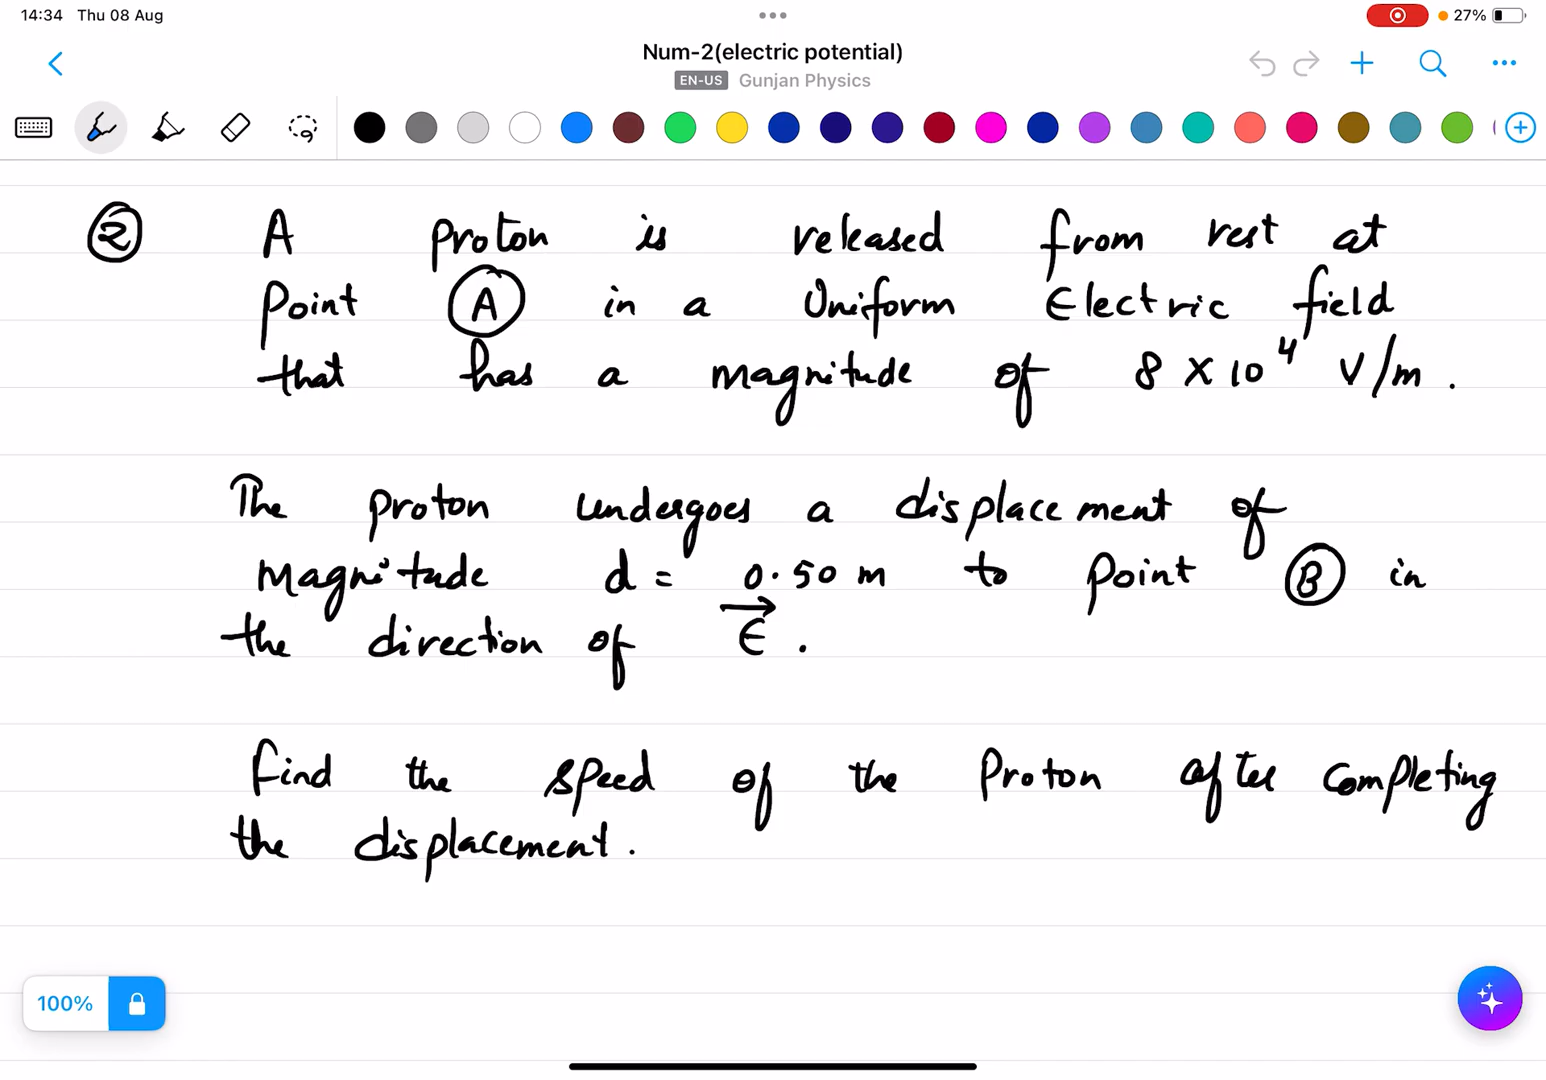 14:34 Thu 08 Aug
27%
Num-2(electric potential)
EN-US Gunjan Physics
② A proton is released from rest at
Point Ⓐ in a Uniform Electric field
that has a magnitude of 8 × 10⁴ V/m .
The proton undergoes a displacement of
Magnitude d = 0.50 m to point Ⓑ in
the direction of E⃗ .
Find the speed of the Proton after completing
the displacement .
100%